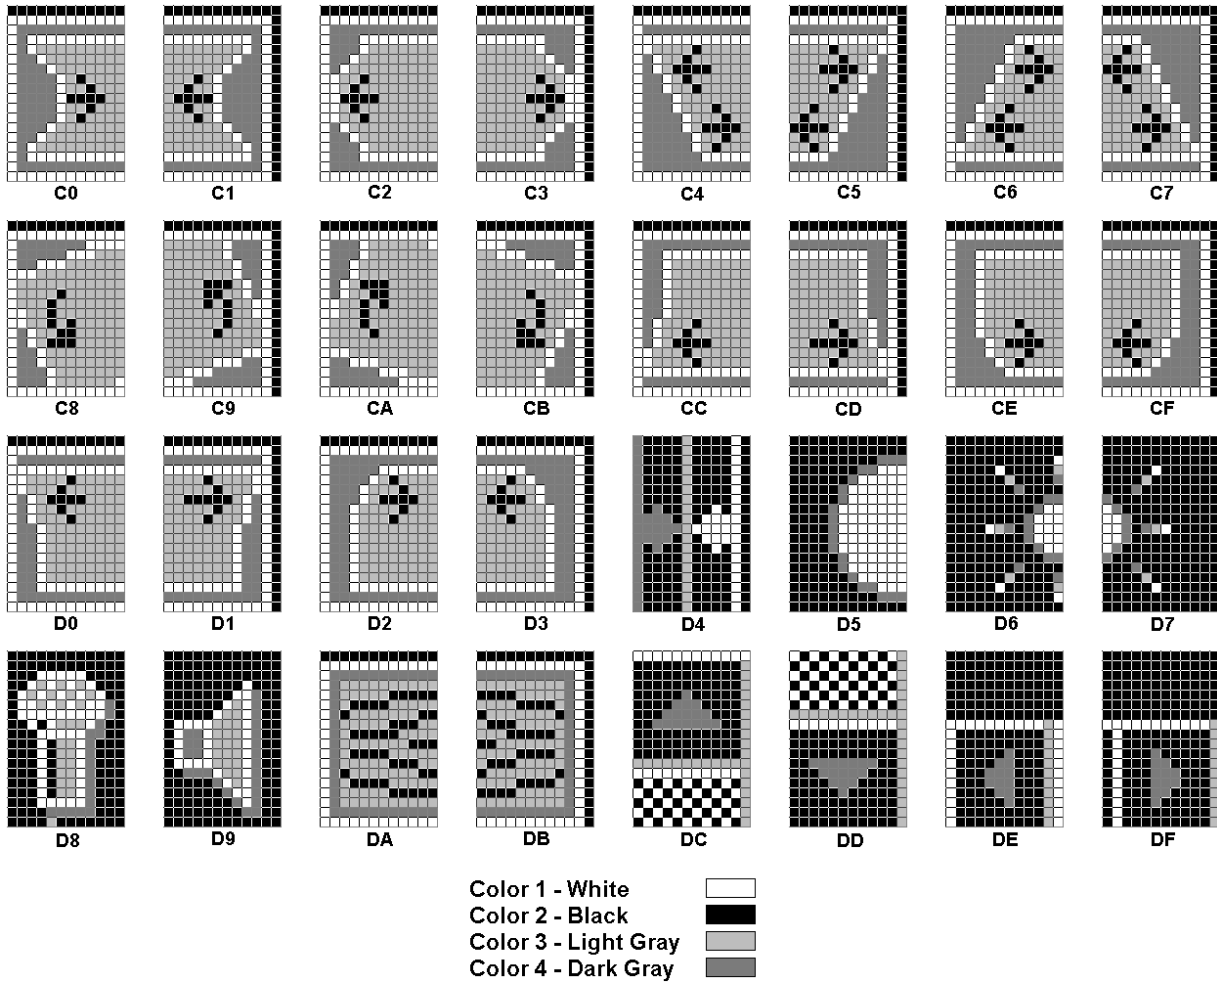 C0 C1 C2 C3 C4 C5 C6 C7
C8 C9 CA CB CC CD CE CF
D0 D1 D2 D3 D4 D5 D6 D7
D8 D9 DA DB DC DD DE DF
Color 1 - White
Color 2 - Black
Color 3 - Light Gray
Color 4 - Dark Gray